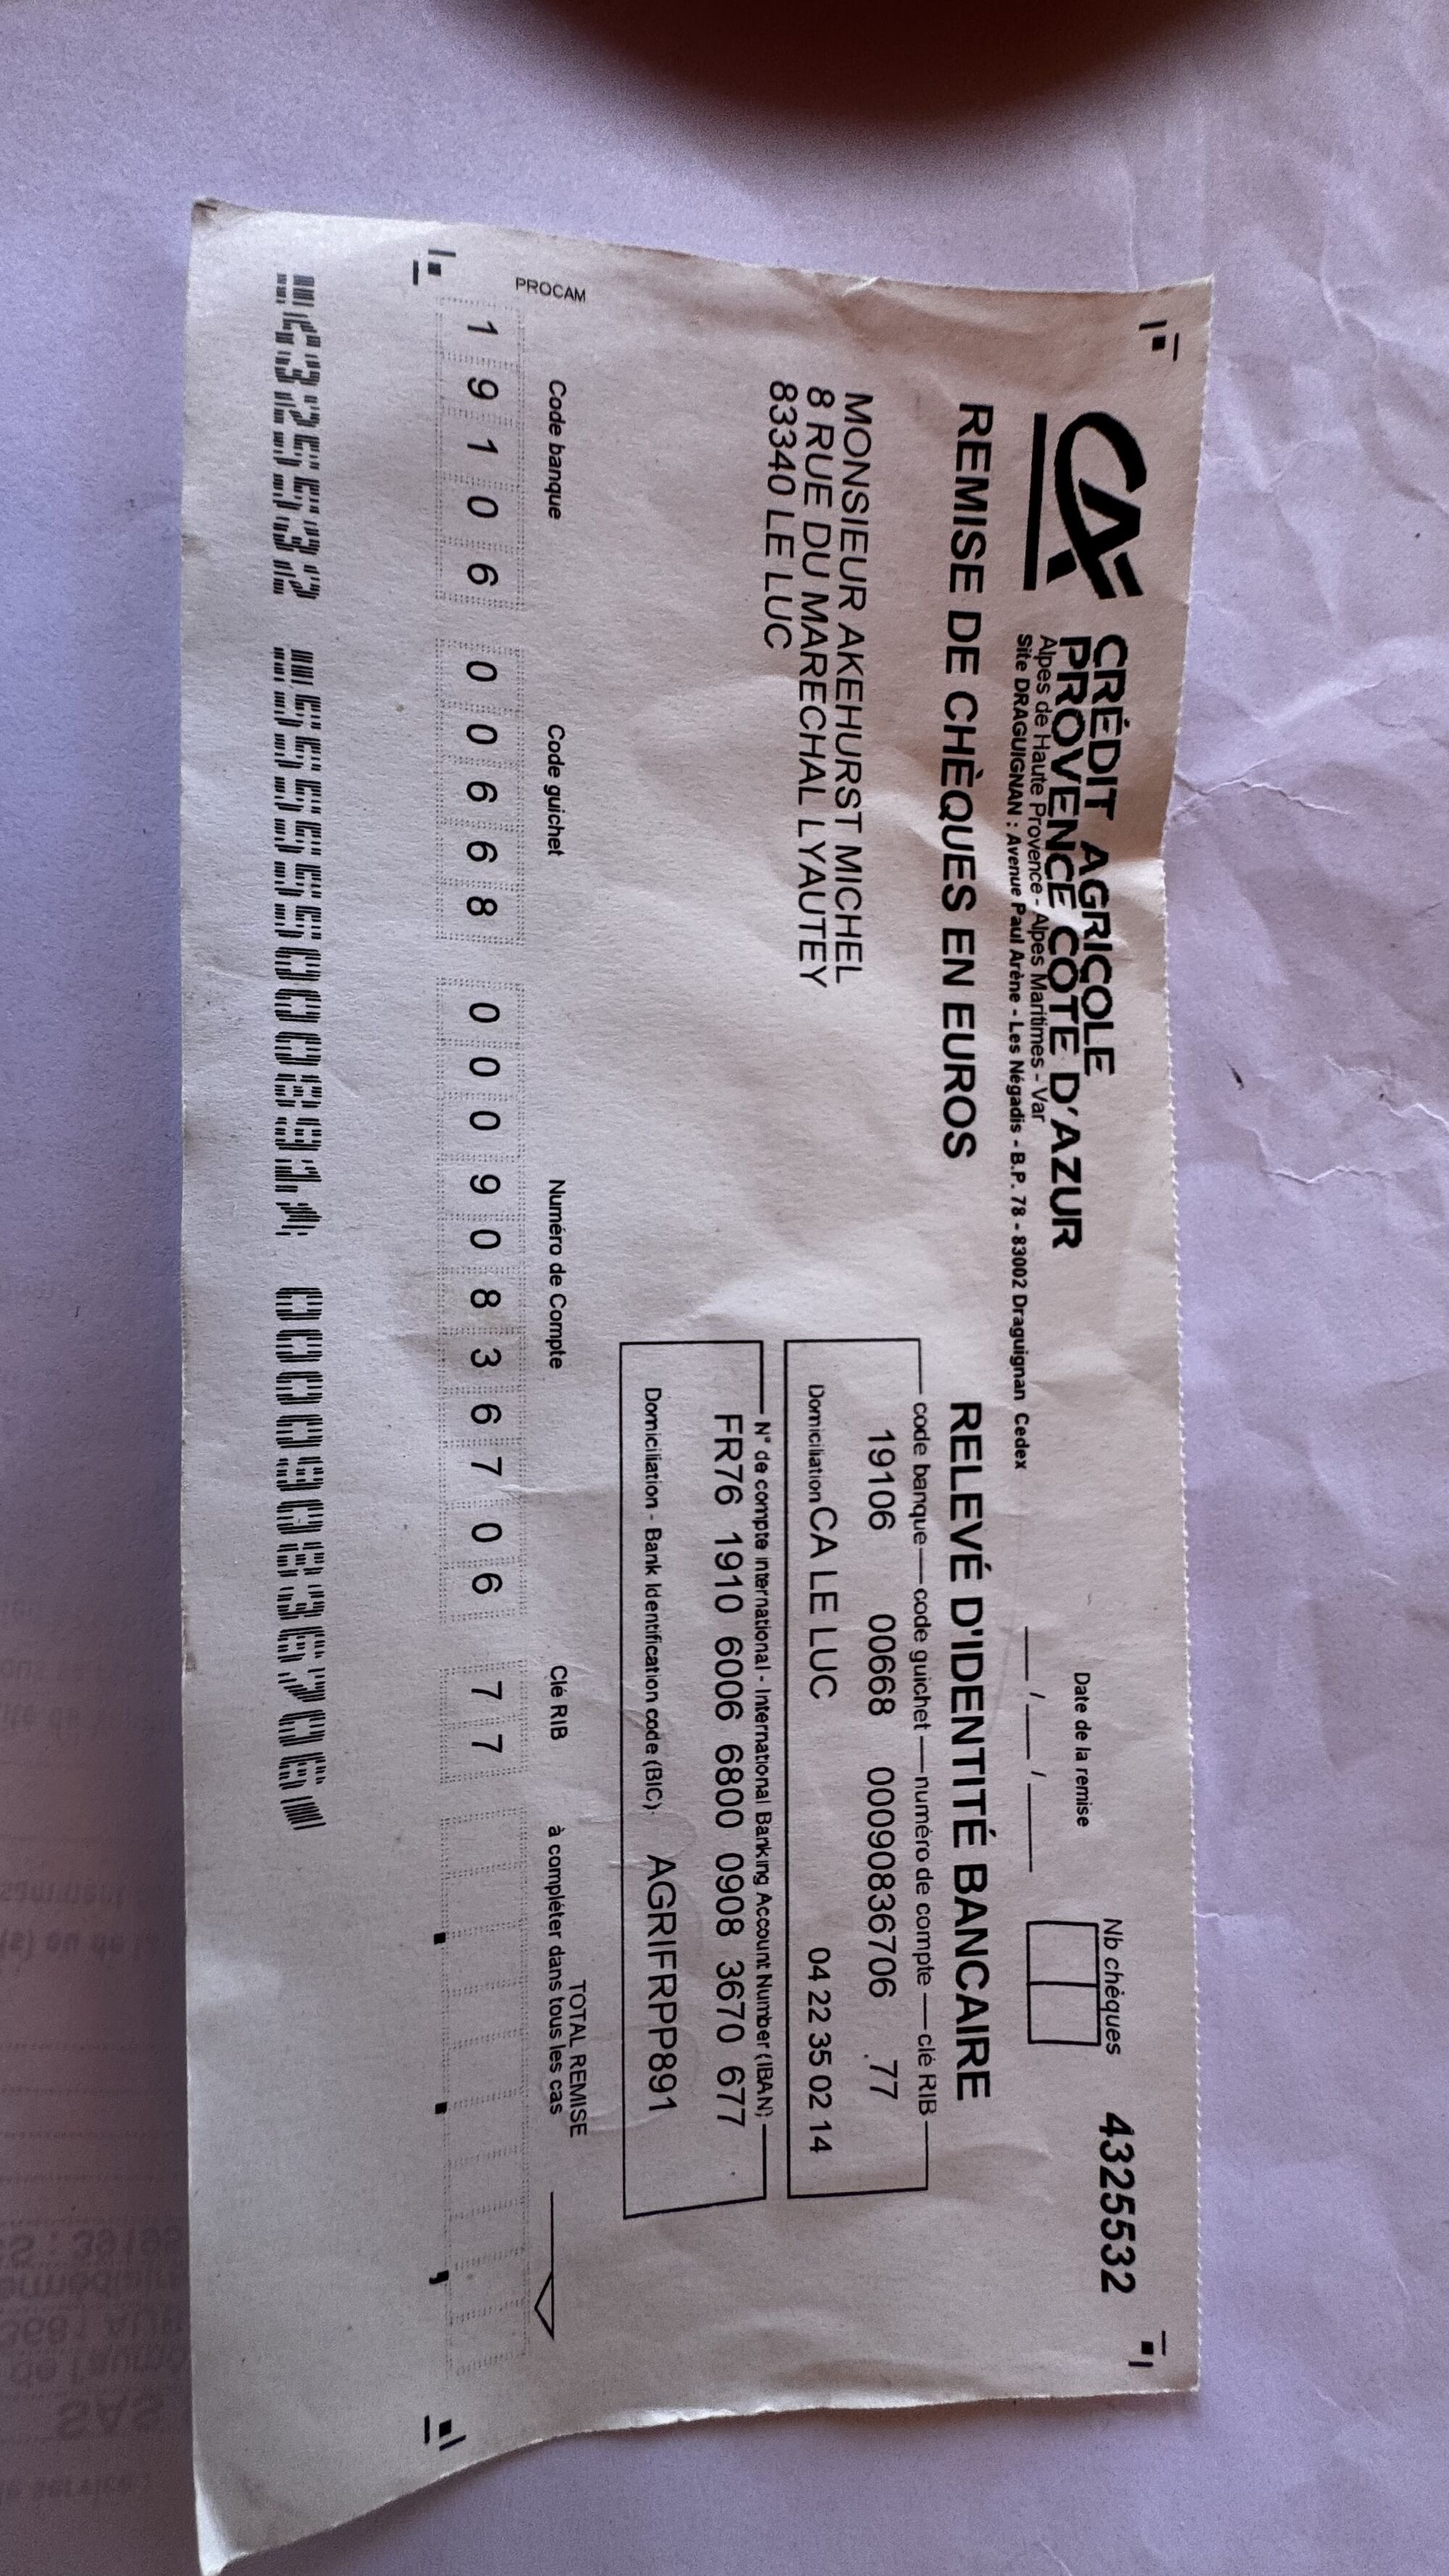 CRÉDIT AGRICOLE
PROVENCE CÔTE D'AZUR
Alpes de Haute Provence - Alpes Maritimes - Var
Site DRAGUIGNAN : Avenue Paul Arène - Les Négadis - B.P. 78 - 83002 Draguignan Cedex
Date de la remise
__ / __ / ____
Nb chèques
4325532
REMISE DE CHÈQUES EN EUROS
MONSIEUR AKEHURST MICHEL
8 RUE DU MARECHAL LYAUTEY
83340 LE LUC
RELEVÉ D'IDENTITÉ BANCAIRE
code banque code guichet numéro de compte clé RIB
19106 00668 00090836706 77
Domiciliation CA LE LUC 04 22 35 02 14
N° de compte international - International Banking Account Number (IBAN)
FR76 1910 6006 6800 0908 3670 677
Domiciliation - Bank Identification code (BIC): AGRIFRPP891
PROCAM
Code banque Code guichet Numéro de Compte Clé RIB
TOTAL REMISE
à compléter dans tous les cas
1 9 1 0 6 0 0 6 6 8 0 0 0 9 0 8 3 6 7 0 6 7 7
4325532 555500891 00090836706